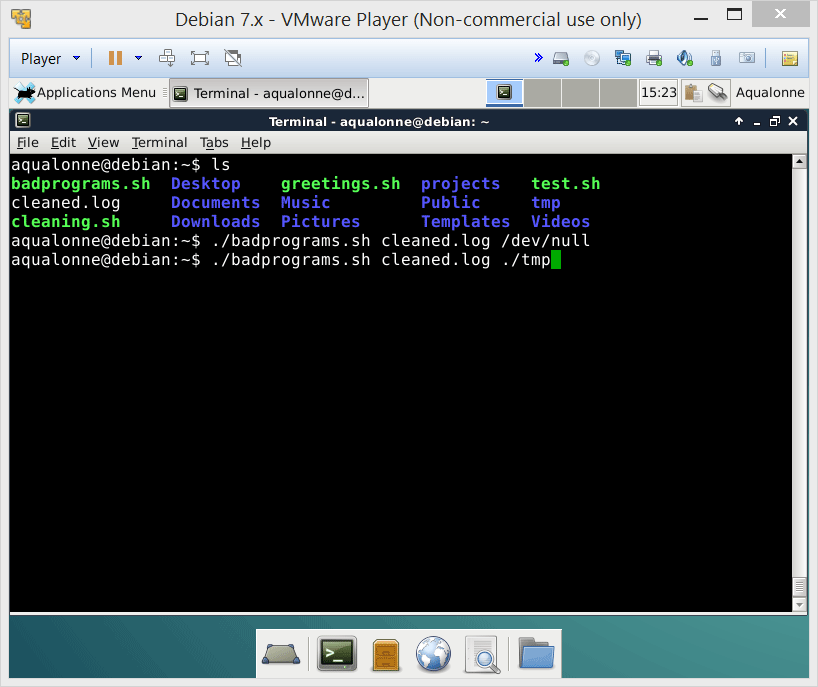 Debian 7.x - VMware Player (Non-commercial use only)
Player
Applications Menu Terminal - aqualonne@d... 15:23 Aqualonne
Terminal - aqualonne@debian: ~
File Edit View Terminal Tabs Help
aqualonne@debian:~$ ls
badprograms.sh Desktop greetings.sh projects test.sh
cleaned.log Documents Music Public tmp
cleaning.sh Downloads Pictures Templates Videos
aqualonne@debian:~$ ./badprograms.sh cleaned.log /dev/null
aqualonne@debian:~$ ./badprograms.sh cleaned.log ./tmp